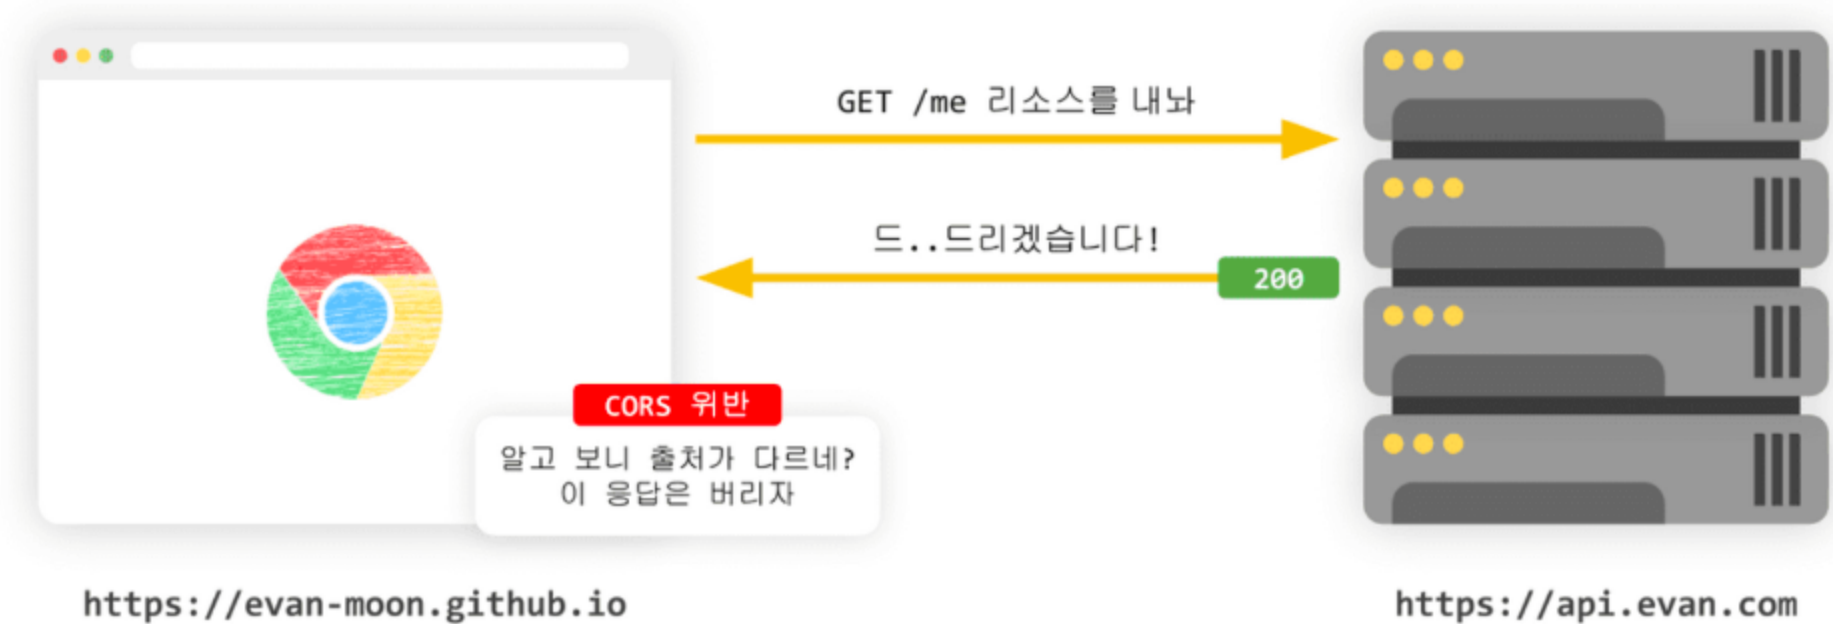 GET /me 리소스를 내놔
드..드리겠습니다!
200
CORS 위반
알고 보니 출처가 다르네?
이 응답은 버리자
https://evan-moon.github.io
https://api.evan.com